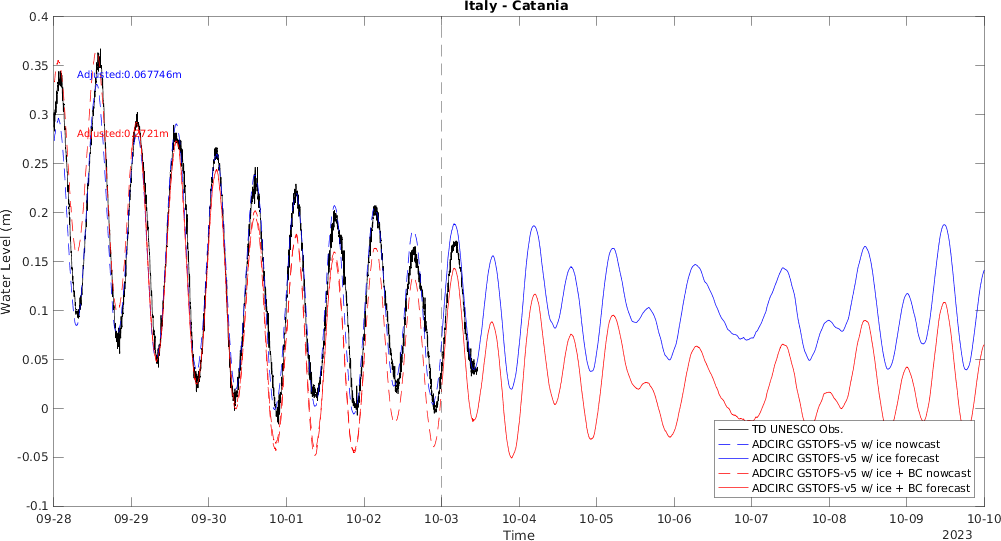 Italy - Catania
0.4
0.35
0.3
0.25
0.2
0.15
0.1
0.05
0
-0.05
-0.1
Water Level (m)
Adjusted:0.067746m
TD UNESCO Obs.
ADCIRC GSTOFS-v5 w/ ice nowcast
ADCIRC GSTOFS-v5 w/ ice forecast
ADCIRC GSTOFS-v5 w/ ice + BC nowcast
ADCIRC GSTOFS-v5 w/ ice + BC forecast
09-28 09-29 09-30 10-01 10-02 10-03 10-04 10-05 10-06 10-07 10-08 10-09 10-10
Time
2023